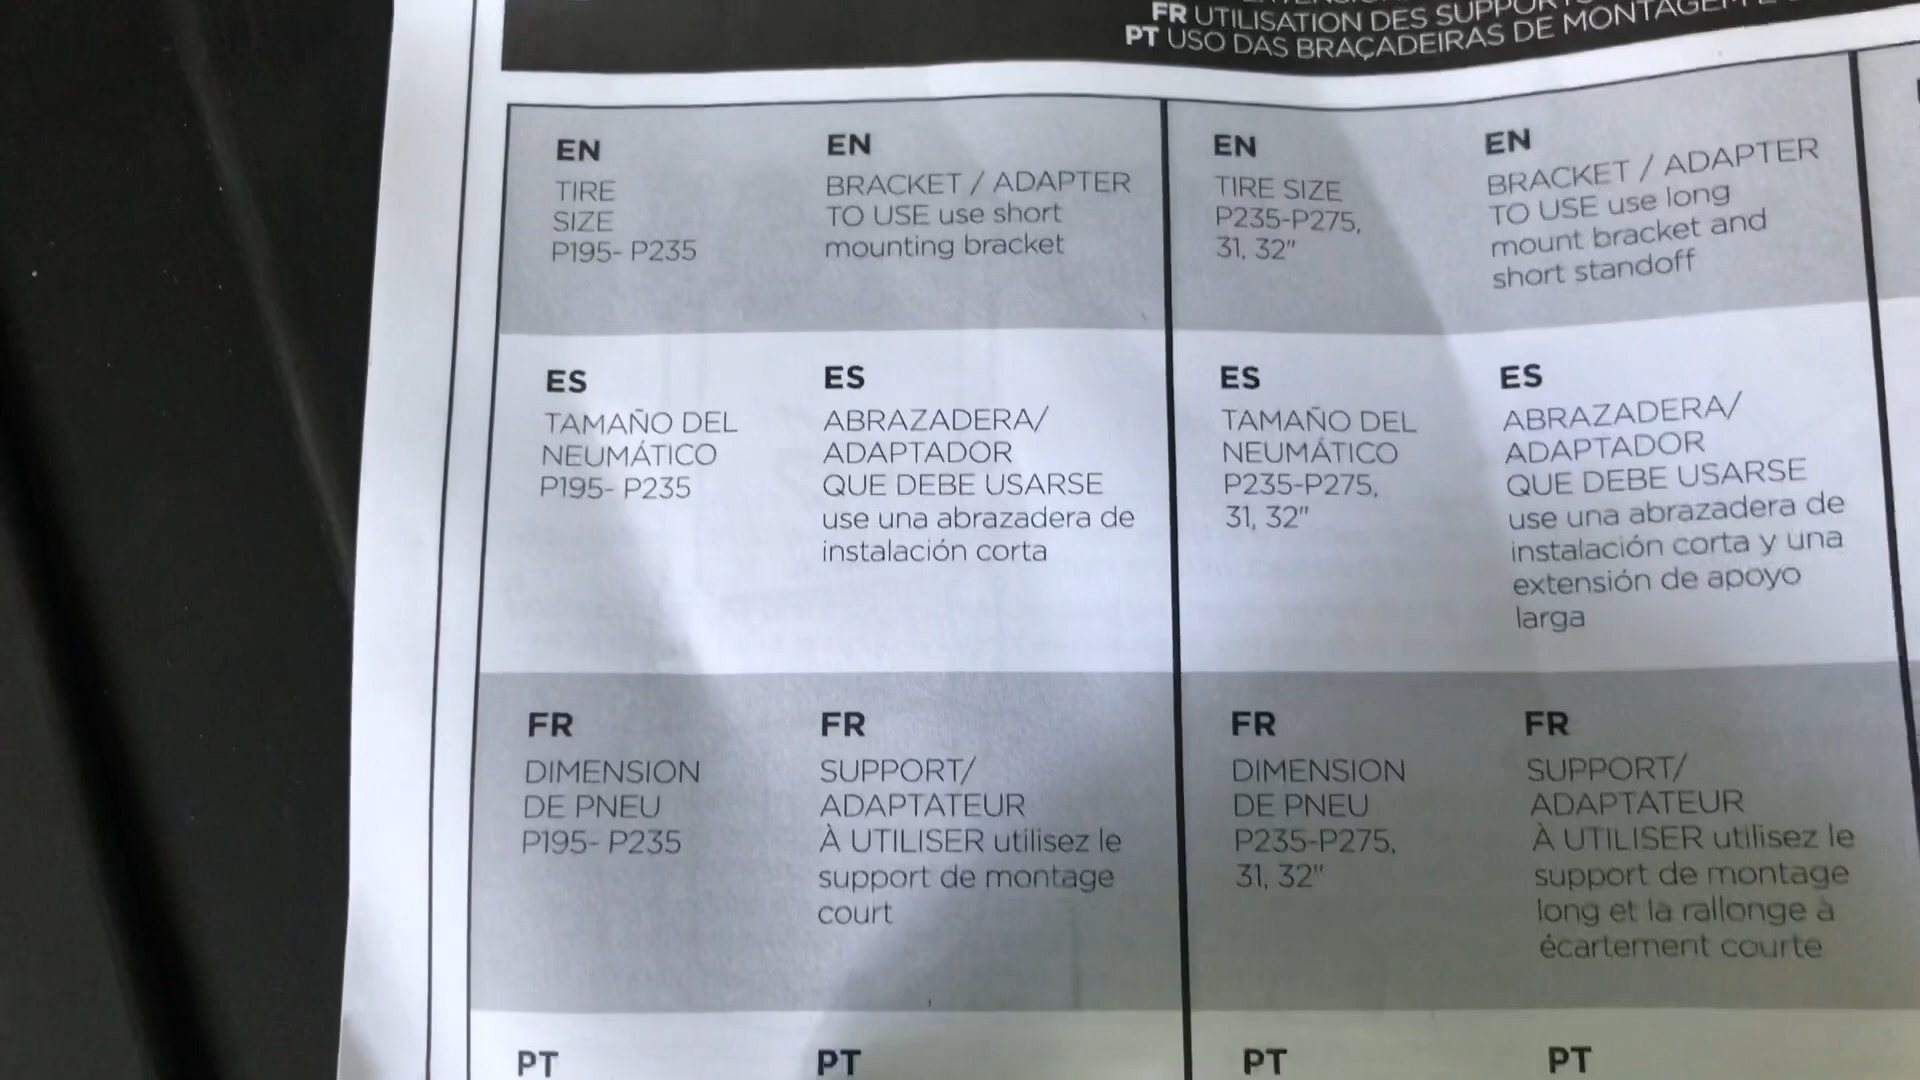 FR UTILISATION DES
PT USO DAS BRAÇADEIRAS DE
EN
TIRE
SIZE
P195- P235
EN
BRACKET / ADAPTER
TO USE use short
mounting bracket
EN
TIRE SIZE
P235-P275,
31, 32"
EN
BRACKET / ADAPTER
TO USE use long
mount bracket and
short standoff
ES
TAMAÑO DEL
NEUMÁTICO
P195- P235
ES
ABRAZADERA/
ADAPTADOR
QUE DEBE USARSE
use una abrazadera de
instalación corta
ES
TAMAÑO DEL
NEUMÁTICO
P235-P275,
31, 32"
ES
ABRAZADERA/
ADAPTADOR
QUE DEBE USARSE
use una abrazadera de
instalación corta y una
extensión de apoyo
larga
FR
DIMENSION
DE PNEU
P195- P235
FR
SUPPORT/
ADAPTATEUR
À UTILISER utilisez le
support de montage
court
FR
DIMENSION
DE PNEU
P235-P275,
31, 32"
FR
SUPPORT/
ADAPTATEUR
À UTILISER utilisez le
support de montage
long et la rallonge à
écartement courte
PT
PT
PT
PT